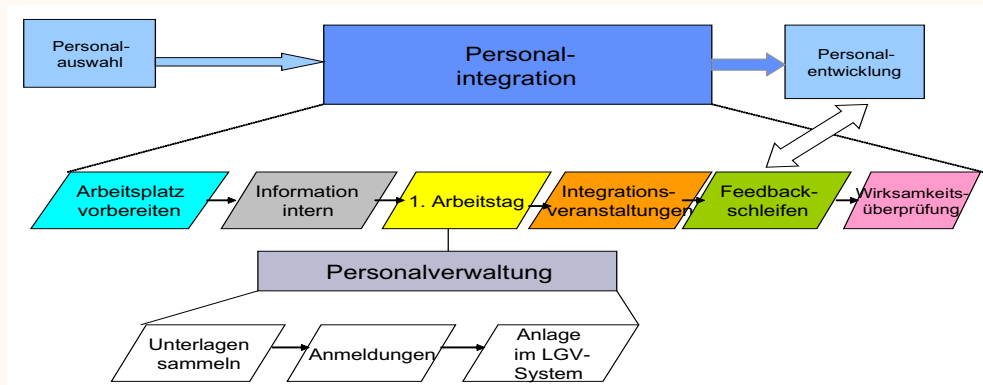 Personal-
auswahl
Personal-
integration
Personal-
entwicklung
Arbeitsplatz
vorbereiten
Information
intern
1. Arbeitstag
Integrations-
veranstaltungen
Feedback-
schleifen
Wirksamkeits-
überprüfung
Personalverwaltung
Unterlagen
sammeln
Anmeldungen
Anlage
im LGV-
System